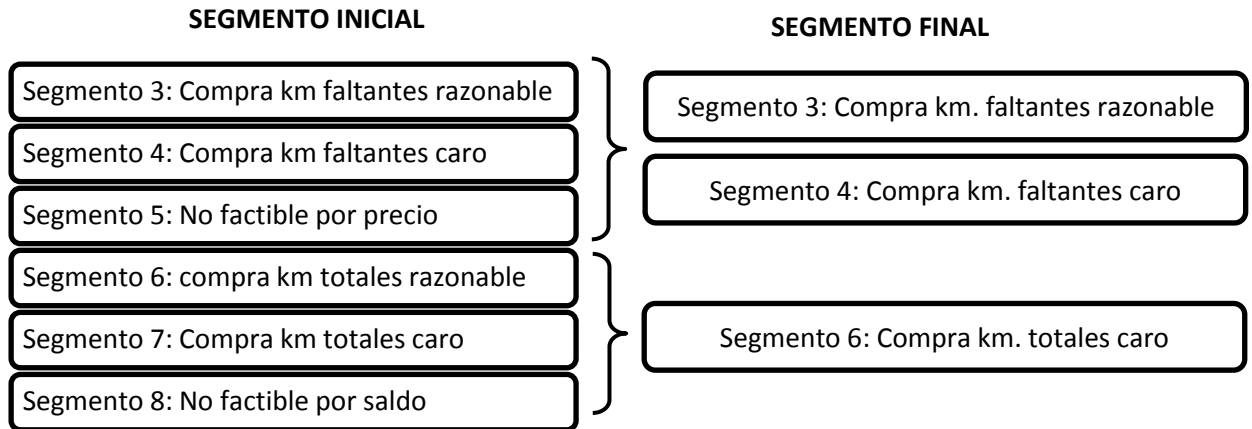 SEGMENTO INICIAL
SEGMENTO FINAL
Segmento 3: Compra km faltantes razonable
Segmento 4: Compra km faltantes caro
Segmento 5: No factible por precio
Segmento 6: compra km totales razonable
Segmento 7: Compra km totales caro
Segmento 8: No factible por saldo
Segmento 3: Compra km. faltantes razonable
Segmento 4: Compra km. faltantes caro
Segmento 6: Compra km. totales caro